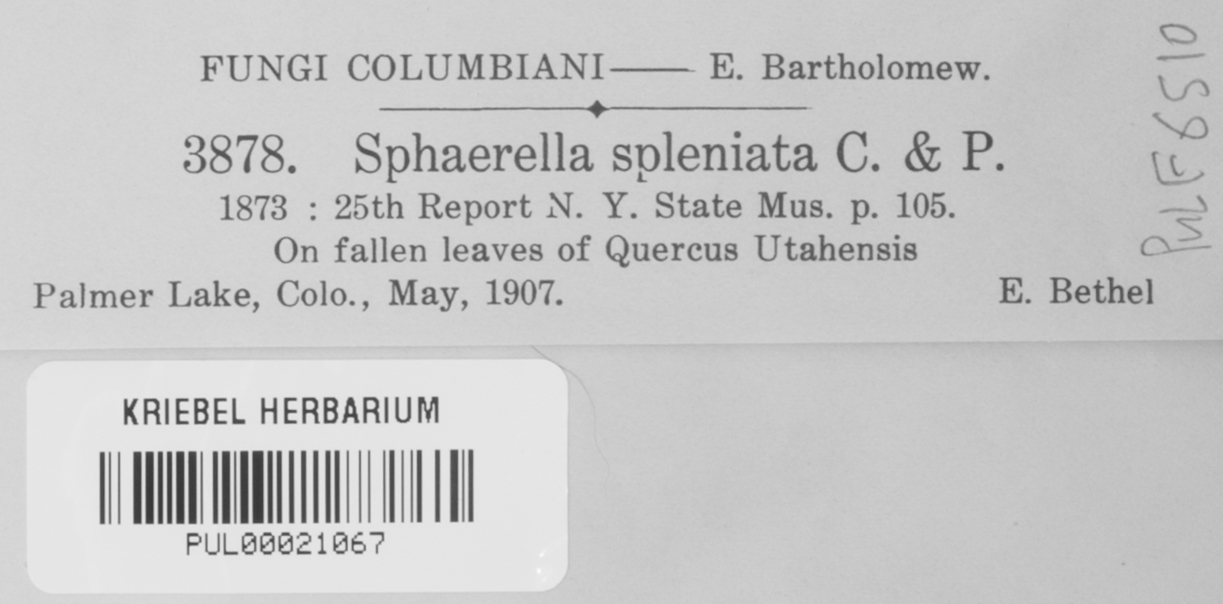 FUNGI COLUMBIANI—— E. Bartholomew.
3878. Sphaerella spleniata C. & P.
1873 : 25th Report N. Y. State Mus. p. 105.
On fallen leaves of Quercus Utahensis
Palmer Lake, Colo., May, 1907. E. Bethel
PUL F6510
KRIEBEL HERBARIUM
PUL00021067